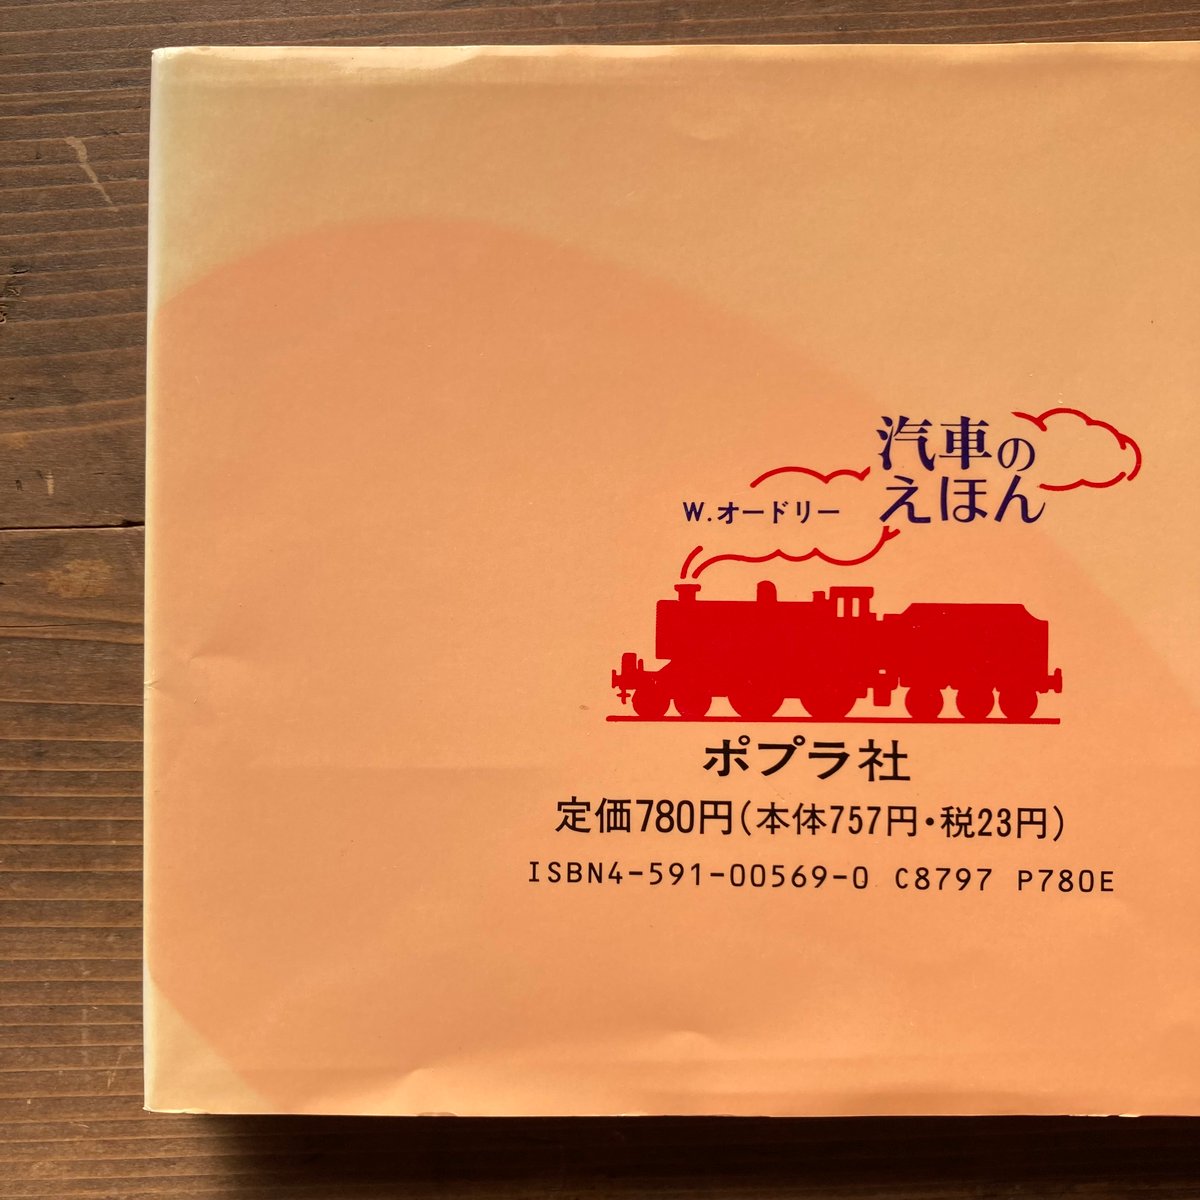 汽車の
えほん
W.オードリー
ポプラ社
定価780円(本体757円・税23円)
ISBN4-591-00569-0 C8797 P780E